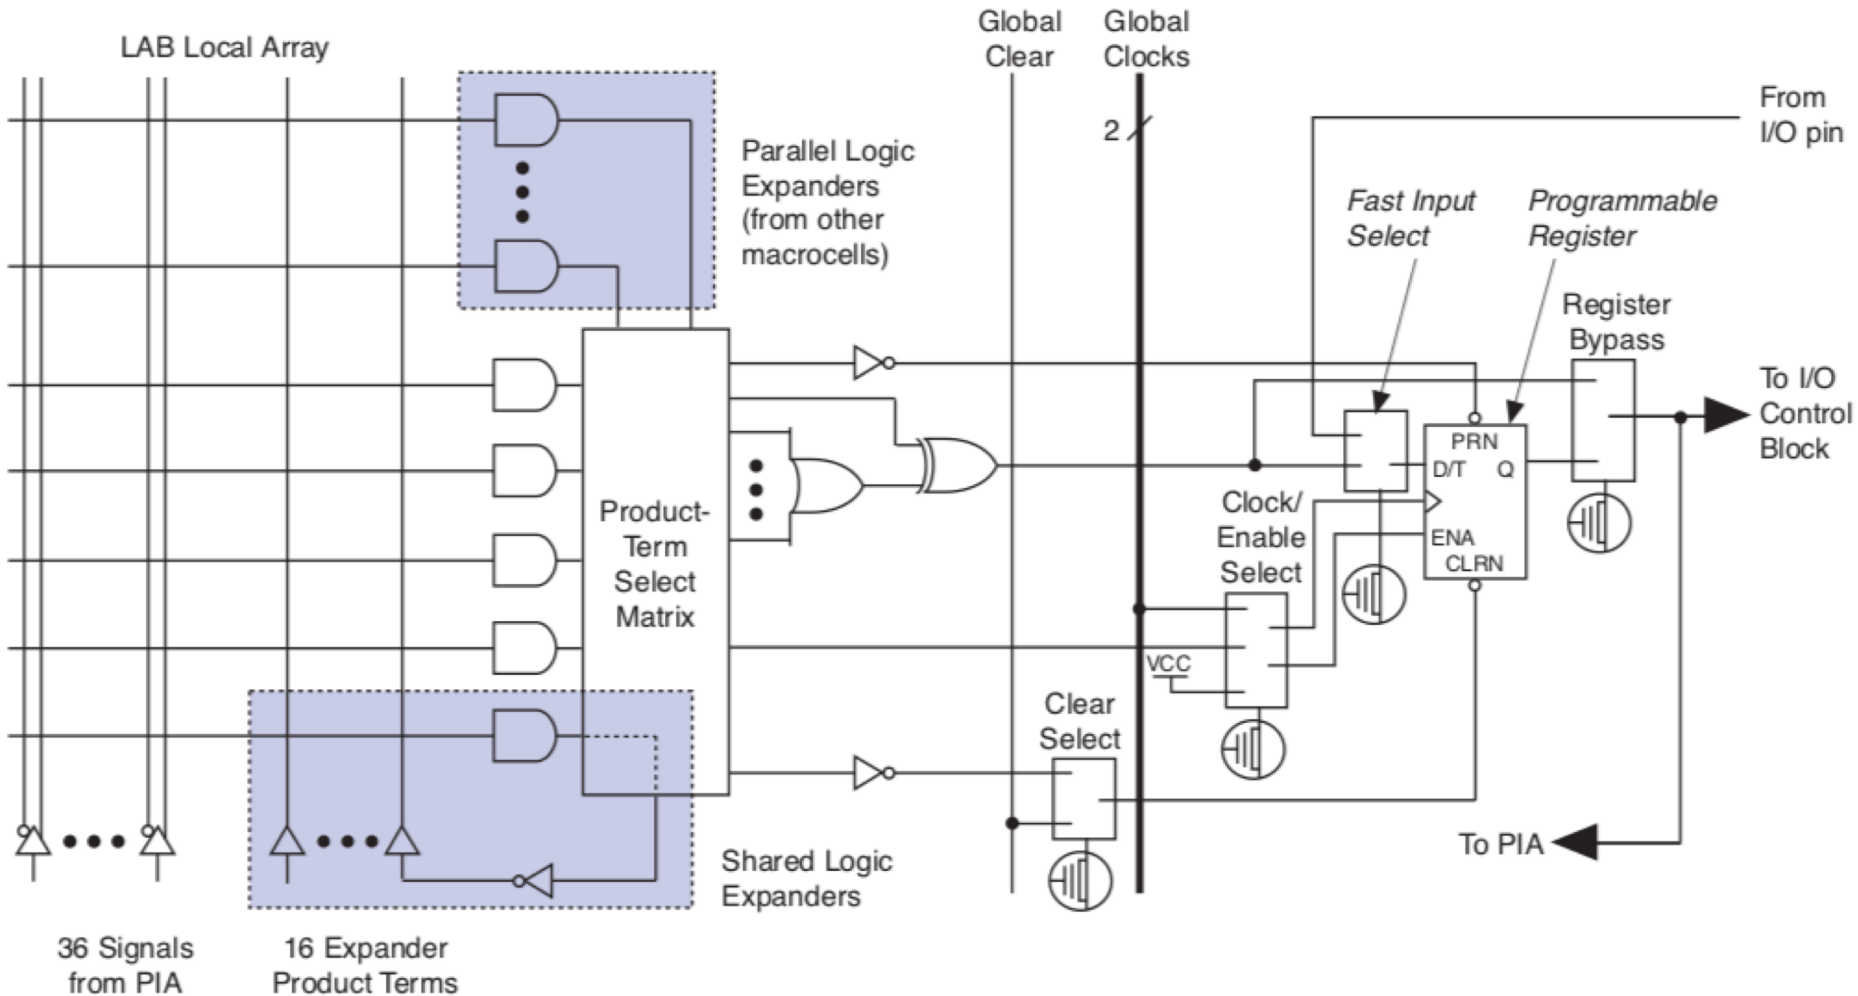 LAB Local Array
Global
Clear
Global
Clocks
2
From
I/O pin
Parallel Logic
Expanders
(from other
macrocells)
Fast Input
Select
Programmable
Register
Register
Bypass
To I/O
Control
Block
PRN
D/T
Q
ENA
CLRN
Clock/
Enable
Select
Product-
Term
Select
Matrix
VCC
Clear
Select
To PIA
Shared Logic
Expanders
36 Signals
from PIA
16 Expander
Product Terms